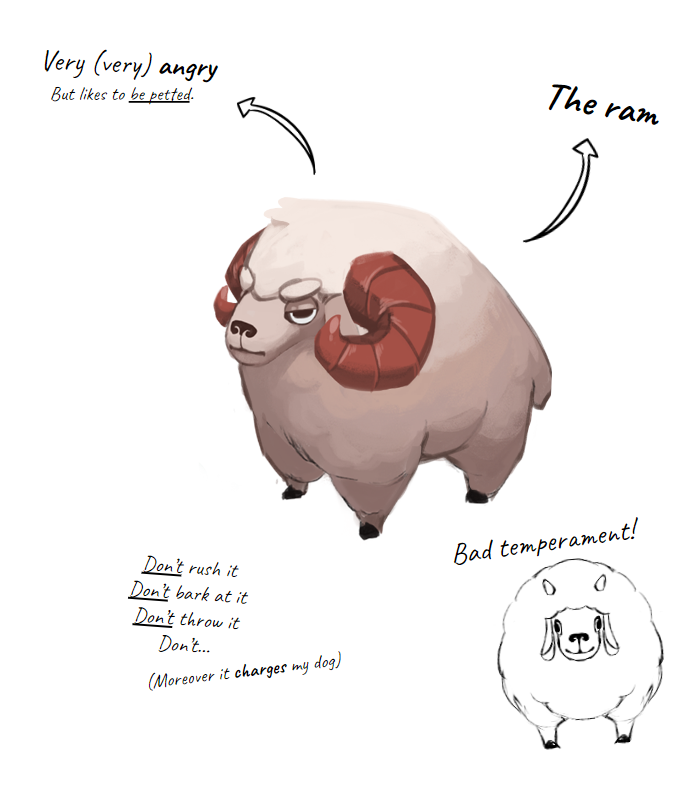 Very (very) angry
But likes to be petted.
The ram
Bad temperament!
Don't rush it
Don't bark at it
Don't throw it
Don't...
(Moreover it charges my dog)